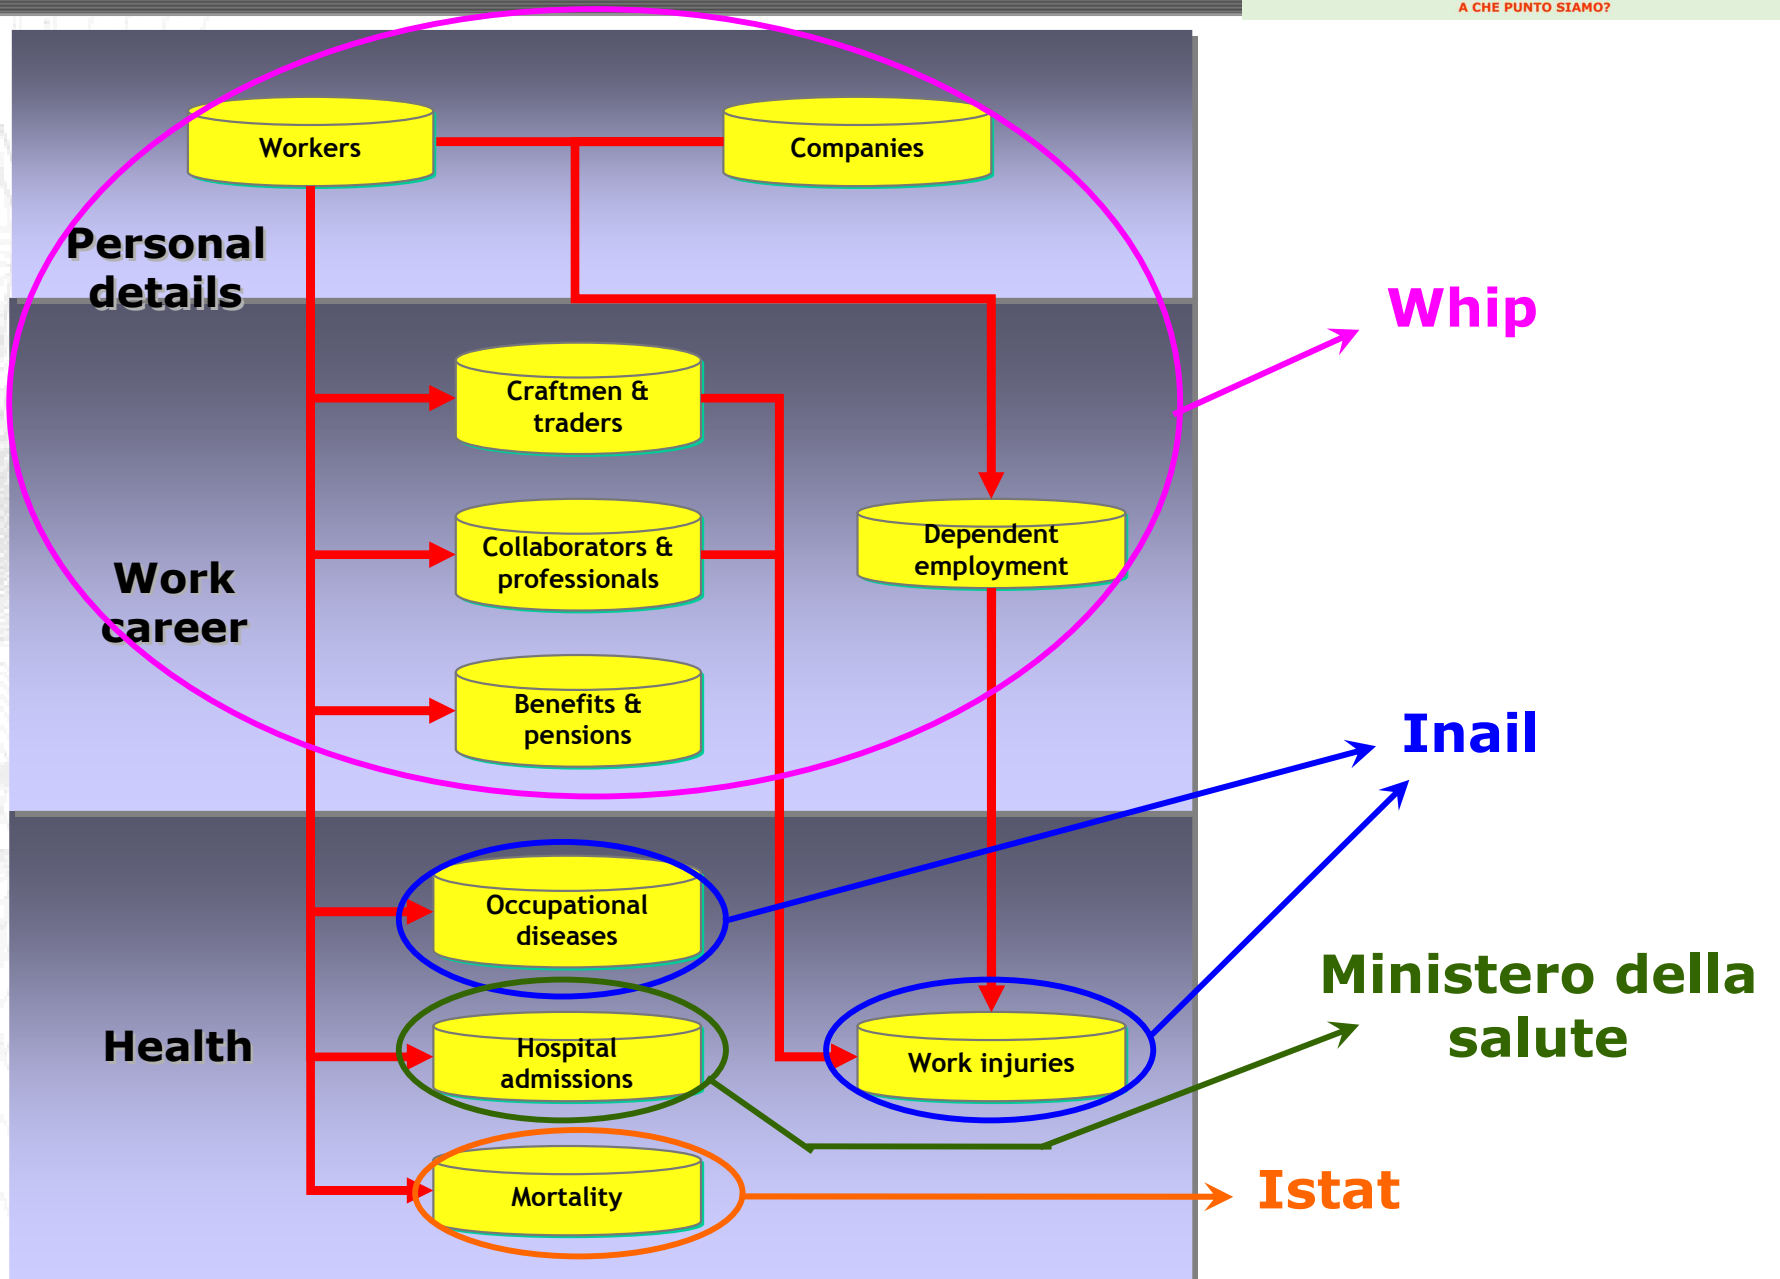 A CHE PUNTO SIAMO?
Workers
Companies
Personal
details
Whip
Craftmen &
traders
Collaborators &
professionals
Dependent
employment
Work
career
Benefits &
pensions
Inail
Occupational
diseases
Ministero della
salute
Health
Hospital
admissions
Work injuries
Mortality
Istat